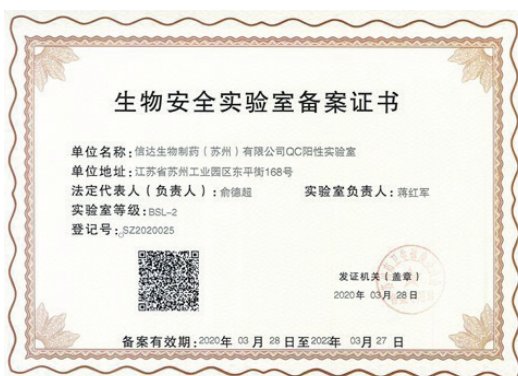 生物安全实验室备案证书
单位名称:信达生物制药(苏州)有限公司QC阳性实验室
单位地址:江苏省苏州工业园区东平街168号
法定代表人(负责人):俞德超 实验室负责人:蒋红军
实验室等级:BSL-2
登记号:SZ2020025
发证机关(盖章)
2020年 03月 28日
备案有效期:2020年 03 月 28 日至 2022年 03月 27 日